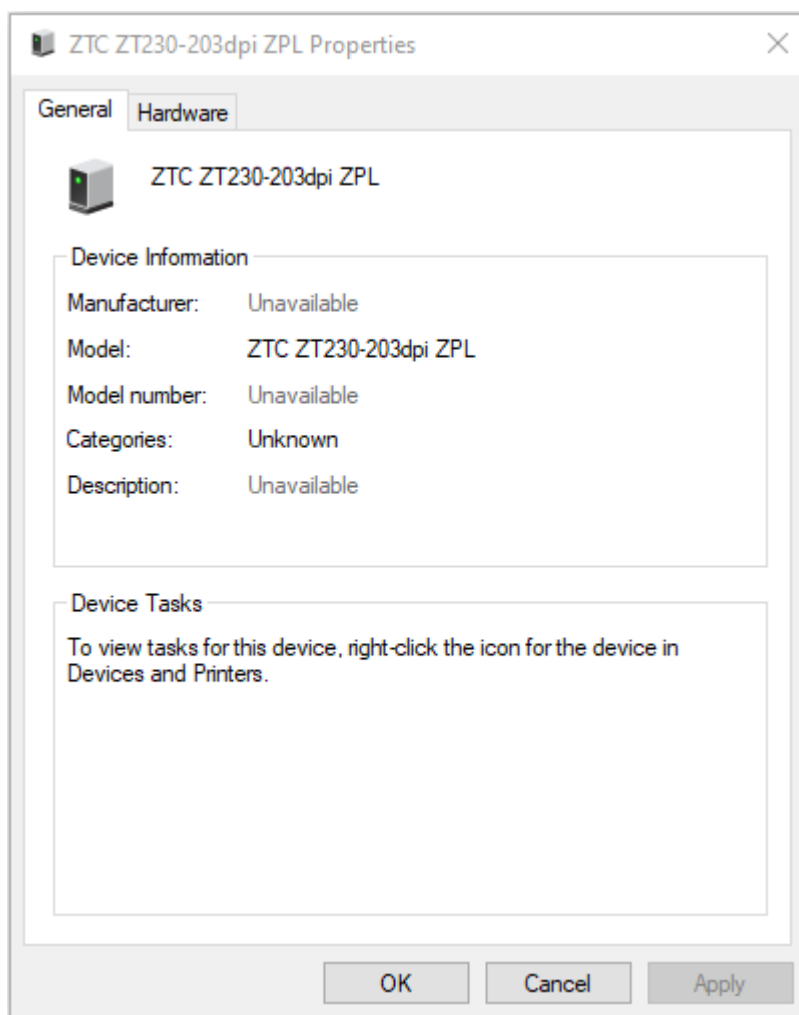 ZTC ZT230-203dpi ZPL Properties
General Hardware
ZTC ZT230-203dpi ZPL
Device Information
Manufacturer: Unavailable
Model: ZTC ZT230-203dpi ZPL
Model number: Unavailable
Categories: Unknown
Description: Unavailable
Device Tasks
To view tasks for this device, right-click the icon for the device in
Devices and Printers.
OK Cancel Apply